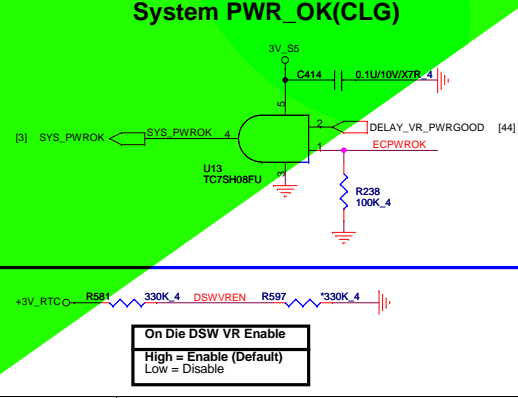 System PWR_OK(CLG)
3V_S5
C414 0.1U/10V/X7R_4
5
[3] SYS_PWROK SYS_PWROK 4
2 DELAY_VR_PWRGOOD [44]
1 ECPWROK
U13
TC7SH08FU
3
R238
100K_4
+3V_RTC R581 330K_4 DSWVREN R597 *330K_4
On Die DSW VR Enable
High = Enable (Default)
Low = Disable